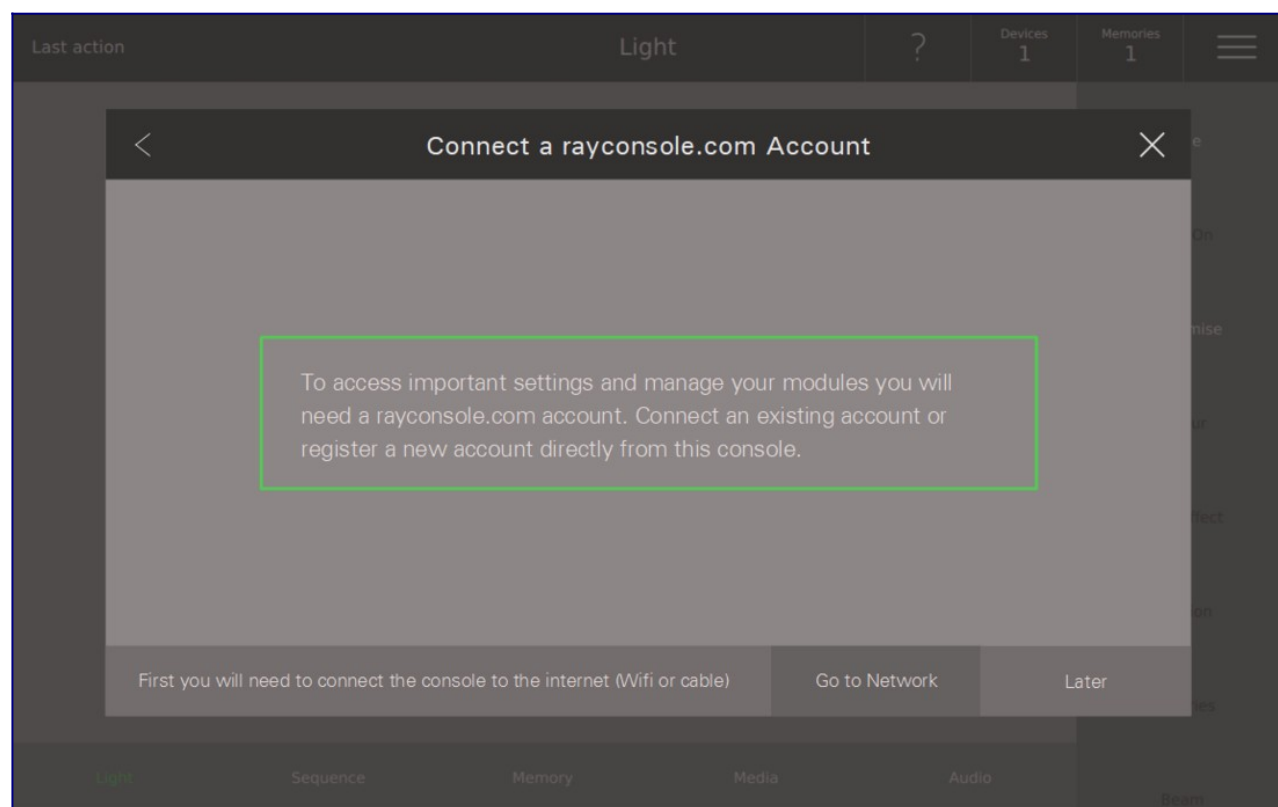 Last action
Light
?
Devices
1
Memories
1
<
Connect a rayconsole.com Account
To access important settings and manage your modules you will
need a rayconsole.com account. Connect an existing account or
register a new account directly from this console.
First you will need to connect the console to the internet (Wifi or cable)
Go to Network
Later
Light
Sequence
Memory
Media
Audio
Beam